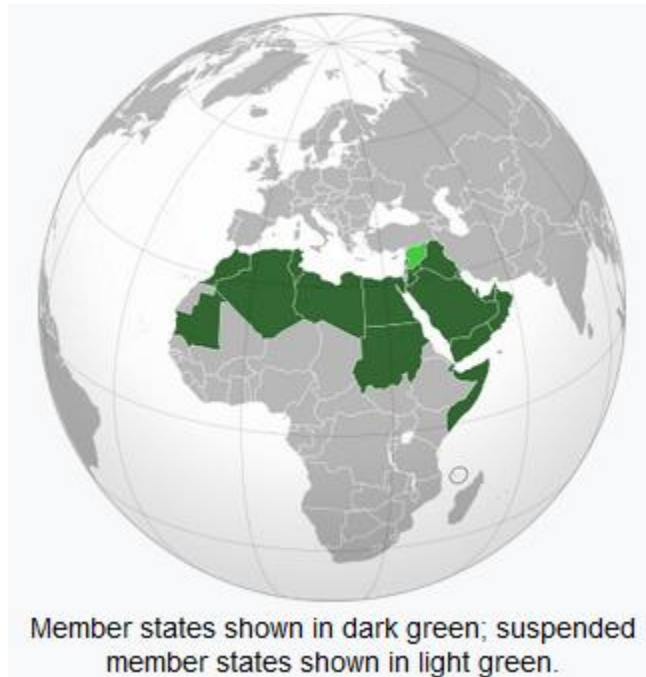 Member states shown in dark green; suspended
member states shown in light green.